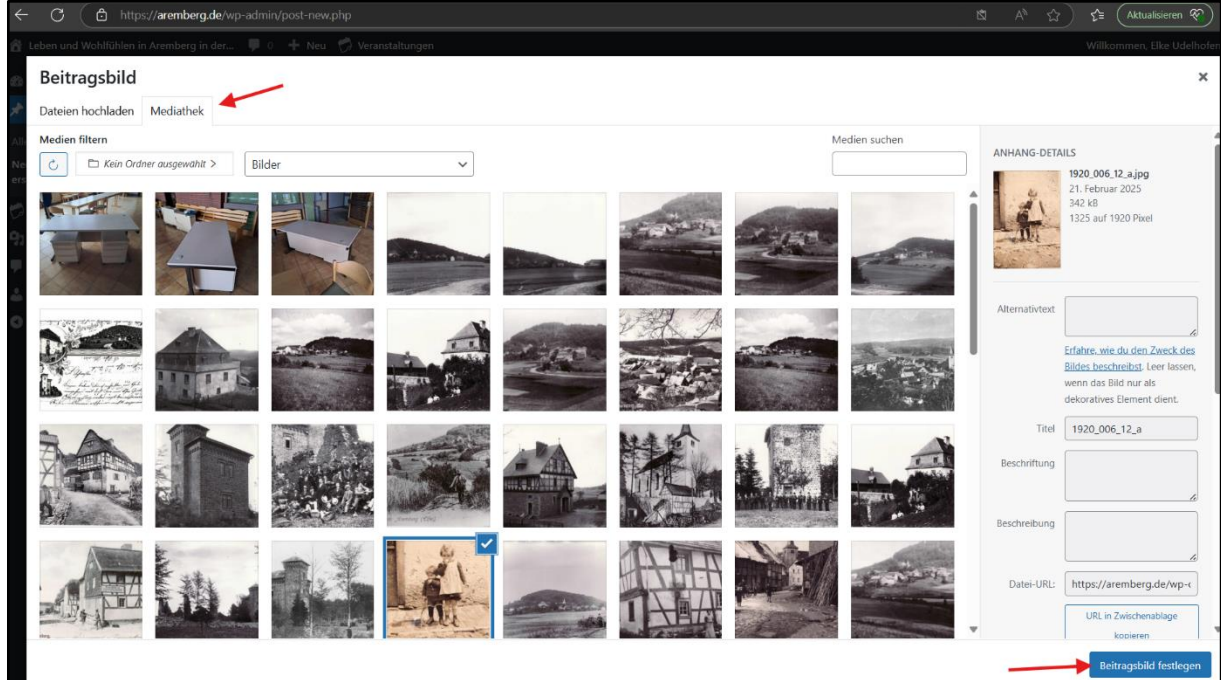 https://aremberg.de/wp-admin/post-new.php
Aktualisieren
Leben und Wohlfühlen in Aremberg in der... 0 Neu Veranstaltungen
Willkommen, Elke Udelhofen
Beitragsbild
Dateien hochladen Mediathek
Medien filtern
Medien suchen
Kein Ordner ausgewählt >
Bilder
ANHANG-DETAILS
1920_006_12_a.jpg
21. Februar 2025
342 kB
1325 auf 1920 Pixel
Alternativtext
Erfahre, wie du den Zweck des
Bildes beschreibst. Leer lassen,
wenn das Bild nur als
dekoratives Element dient.
Titel 1920_006_12_a
Beschriftung
Beschreibung
Datei-URL: https://aremberg.de/wp-c
URL in Zwischenablage
kopieren
Beitragsbild festlegen